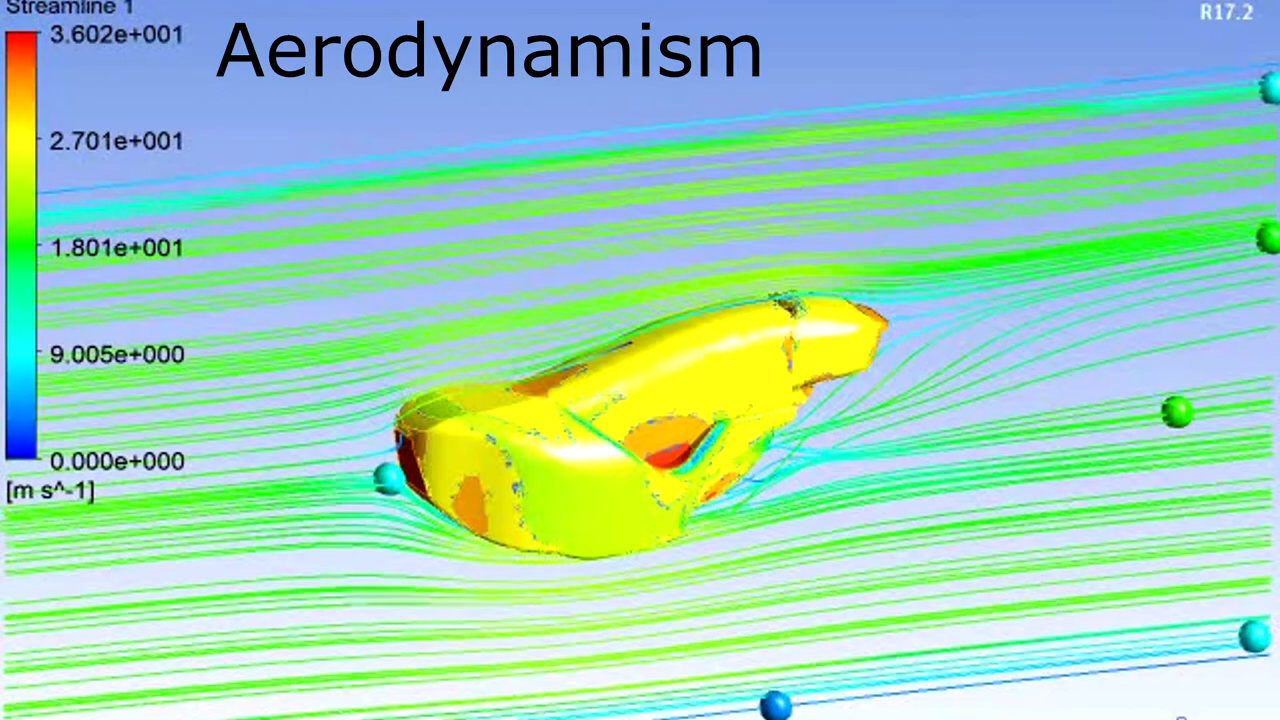 Streamline 1
3.602e+001
Aerodynamism
R17.2
2.701e+001
1.801e+001
9.005e+000
0.000e+000
[m s^-1]